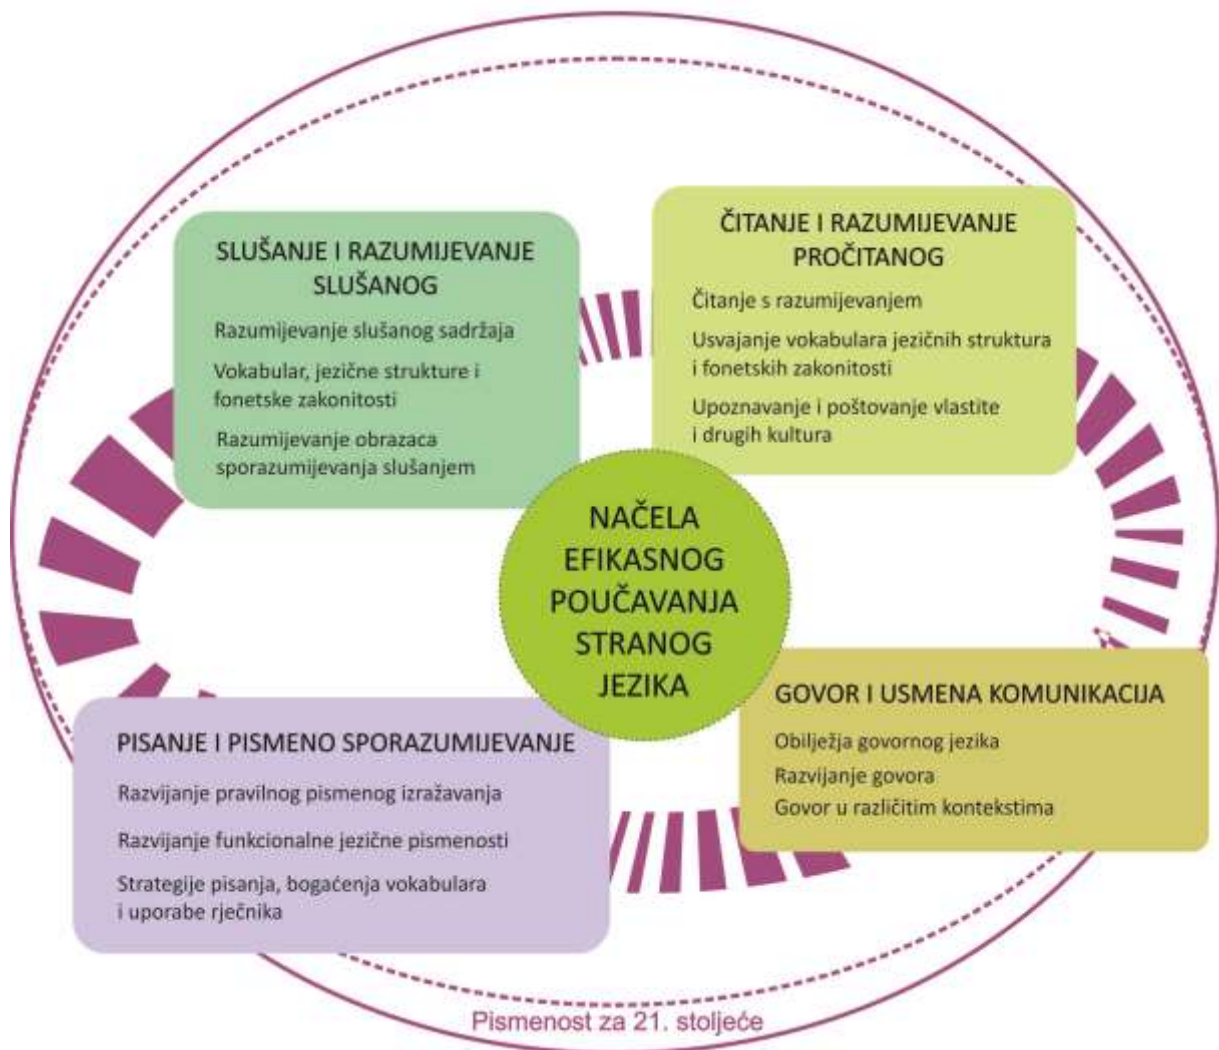 SLUŠANJE I RAZUMIJEVANJE
SLUŠANOG
Razumijevanje slušanog sadržaja
Vokabular, jezične strukture i
fonetske zakonitosti
Razumijevanje obrazaca
sporazumijevanja slušanjem
ČITANJE I RAZUMIJEVANJE
PROČITANOG
Čitanje s razumijevanjem
Usvajanje vokabulara jezičnih struktura
i fonetskih zakonitosti
Upoznavanje i poštovanje vlastite
i drugih kultura
NAČELA
EFIKASNOG
POUČAVANJA
STRANOG
JEZIKA
PISANJE I PISMENO SPORAZUMIJEVANJE
Razvijanje pravilnog pismenog izražavanja
Razvijanje funkcionalne jezične pismenosti
Strategije pisanja, bogaćenja vokabulara
i uporabe rječnika
GOVOR I USMENA KOMUNIKACIJA
Obilježja govornog jezika
Razvijanje govora
Govor u različitim kontekstima
Pismenost za 21. stoljeće